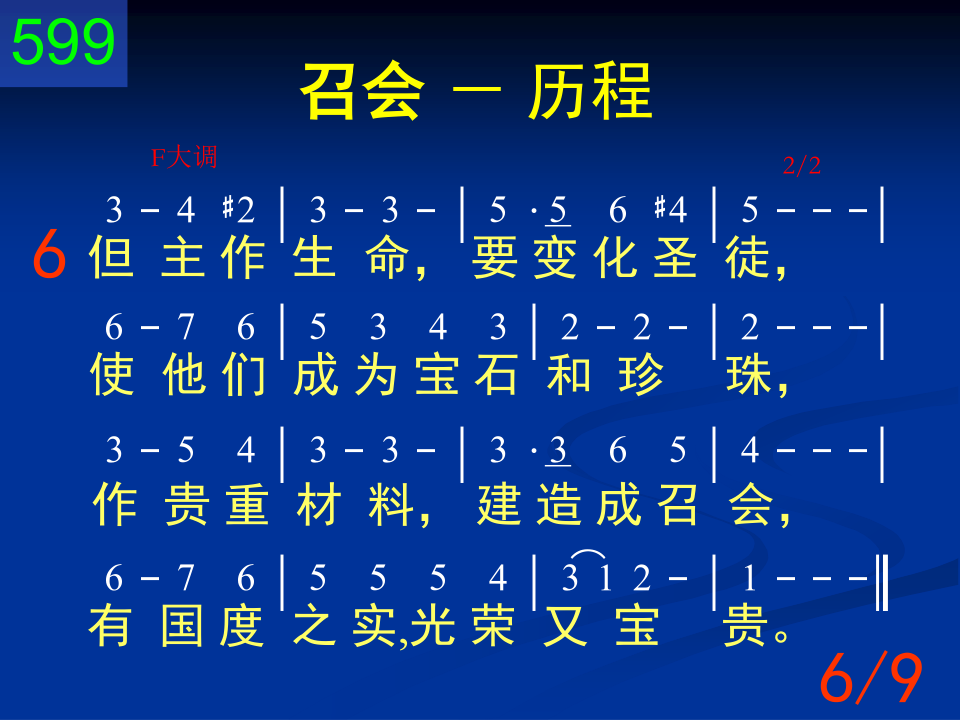 599
召会 － 历程
F大调 2/2
3 – 4 #2 | 3 – 3 – | 5 · 5 6 #4 | 5 – – – |
6 但 主 作 生 命, 要 变 化 圣 徒,
6 – 7 6 | 5 3 4 3 | 2 – 2 – | 2 – – – |
使 他 们 成 为 宝 石 和 珍 珠,
3 – 5 4 | 3 – 3 – | 3 · 3 6 5 | 4 – – – |
作 贵 重 材 料, 建 造 成 召 会,
6 – 7 6 | 5 5 5 4 | 3 1 2 – | 1 – – – ‖
有 国 度 之 实,光 荣 又 宝 贵。
6/9